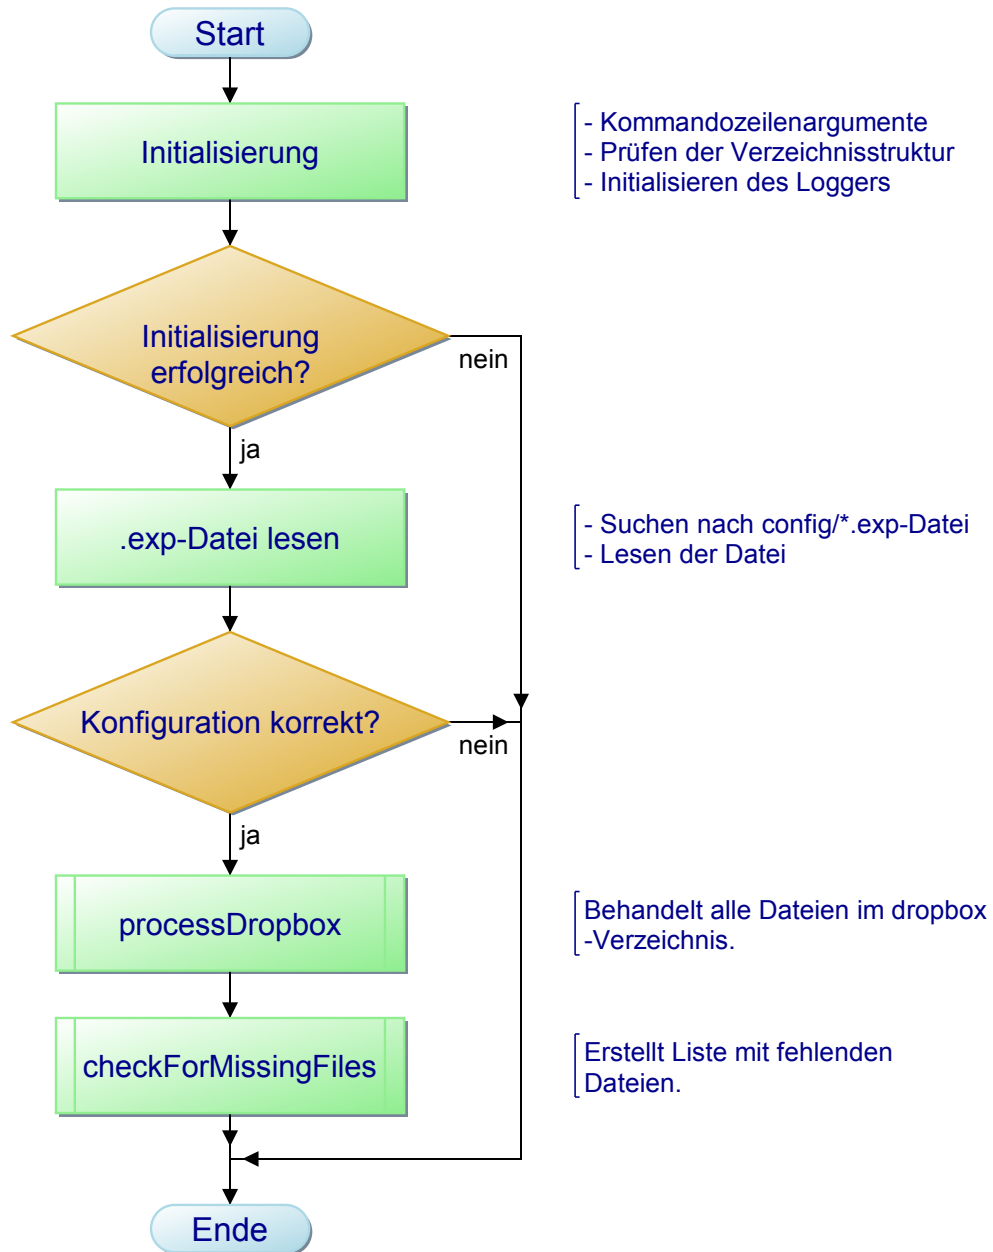 Start
Initialisierung
- Kommandozeilenargumente
- Prüfen der Verzeichnisstruktur
- Initialisieren des Loggers
Initialisierung
erfolgreich?
nein
ja
.exp-Datei lesen
- Suchen nach config/*.exp-Datei
- Lesen der Datei
Konfiguration korrekt?
nein
ja
processDropbox
Behandelt alle Dateien im dropbox
-Verzeichnis.
checkForMissingFiles
Erstellt Liste mit fehlenden
Dateien.
Ende